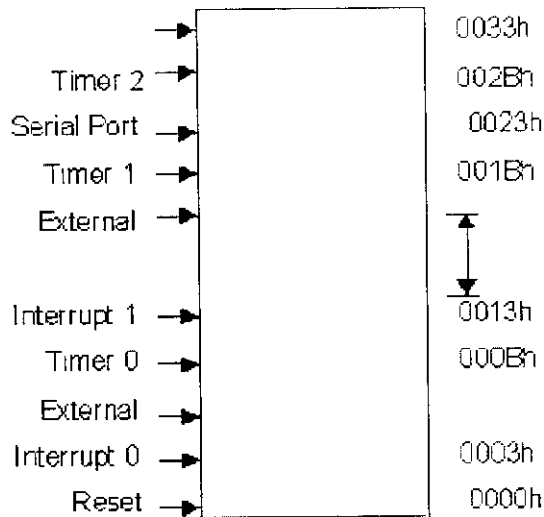 0033h
Timer 2 002Bh
Serial Port 0023h
Timer 1 001Bh
External
Interrupt 1 0013h
Timer 0 000Bh
External
Interrupt 0 0003h
Reset 0000h